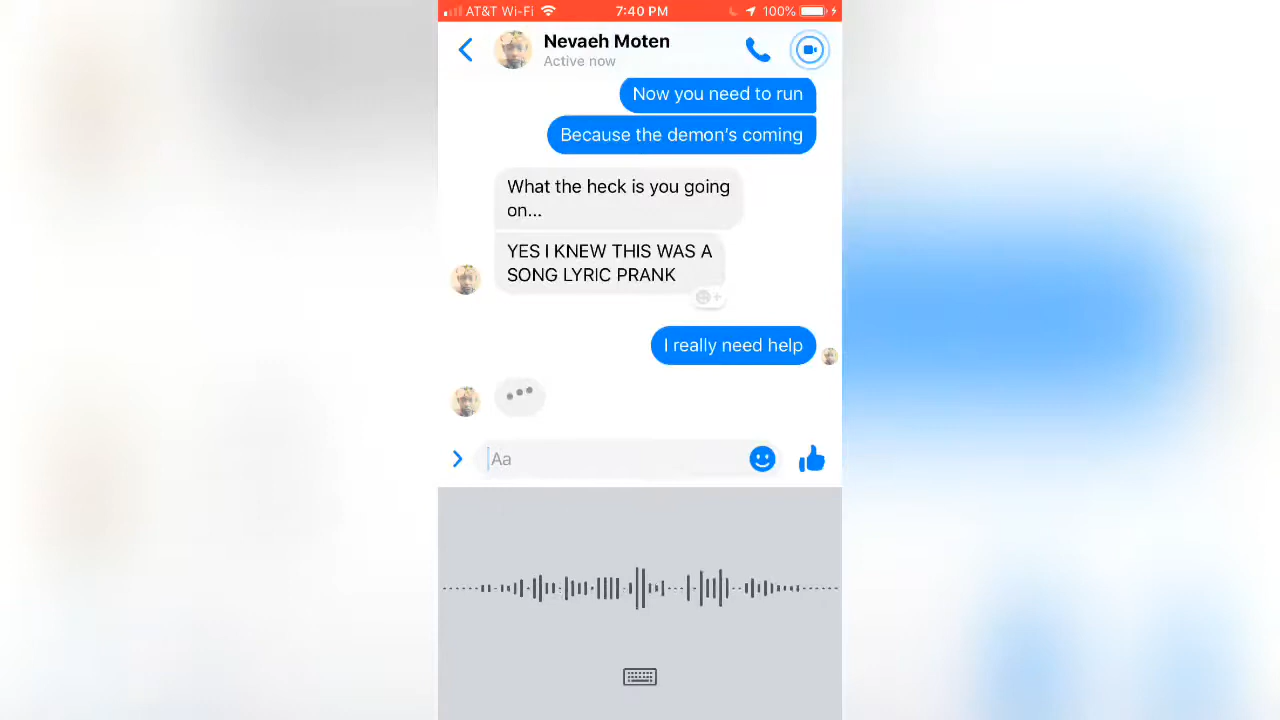 AT&T Wi-Fi 7:40 PM 100%
Nevaeh Moten
Active now
Now you need to run
Because the demon's coming
What the heck is you going
on...
YES I KNEW THIS WAS A
SONG LYRIC PRANK
I really need help
Aa